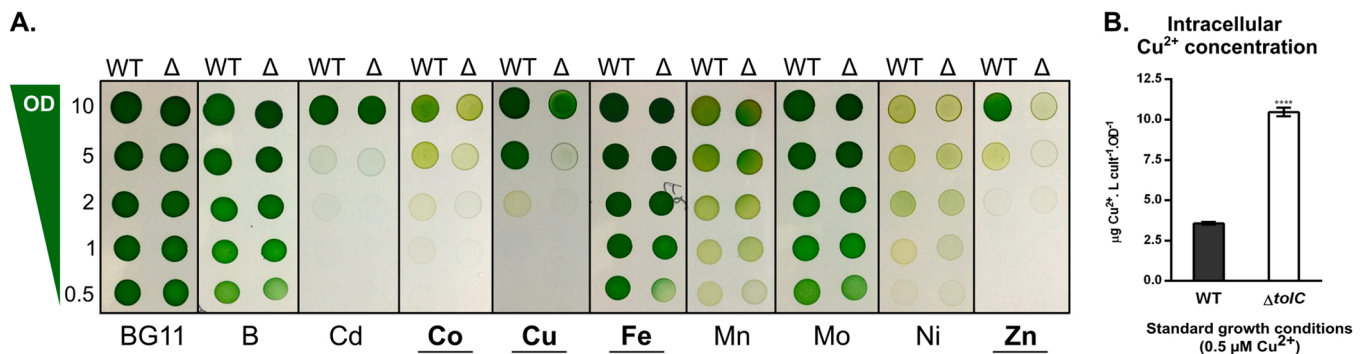 A.
WT Δ WT Δ WT Δ WT Δ WT Δ WT Δ WT Δ WT Δ WT Δ WT Δ
OD
10
5
2
1
0.5
BG11 B Cd Co Cu Fe Mn Mo Ni Zn
B.
Intracellular
Cu²⁺ concentration
µg Cu²⁺. L cult⁻¹.OD⁻¹
12.5
10.0
7.5
5.0
2.5
0.0
****
WT ΔtolC
Standard growth conditions
(0.5 µM Cu²⁺)